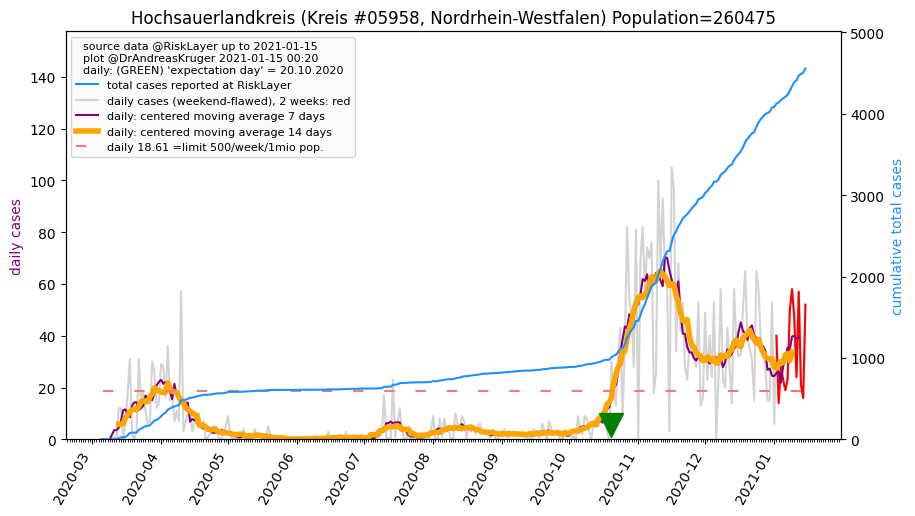 Hochsauerlandkreis (Kreis #05958, Nordrhein-Westfalen) Population=260475
source data @RiskLayer up to 2021-01-15
plot @DrAndreasKruger 2021-01-15 00:20
daily: (GREEN) 'expectation day' = 20.10.2020
total cases reported at RiskLayer
daily cases (weekend-flawed), 2 weeks: red
daily: centered moving average 7 days
daily: centered moving average 14 days
daily 18.61 =limit 500/week/1mio pop.
daily cases
140
120
100
80
60
40
20
0
cumulative total cases
5000
4000
3000
2000
1000
0
2020-03
2020-04
2020-05
2020-06
2020-07
2020-08
2020-09
2020-10
2020-11
2020-12
2021-01